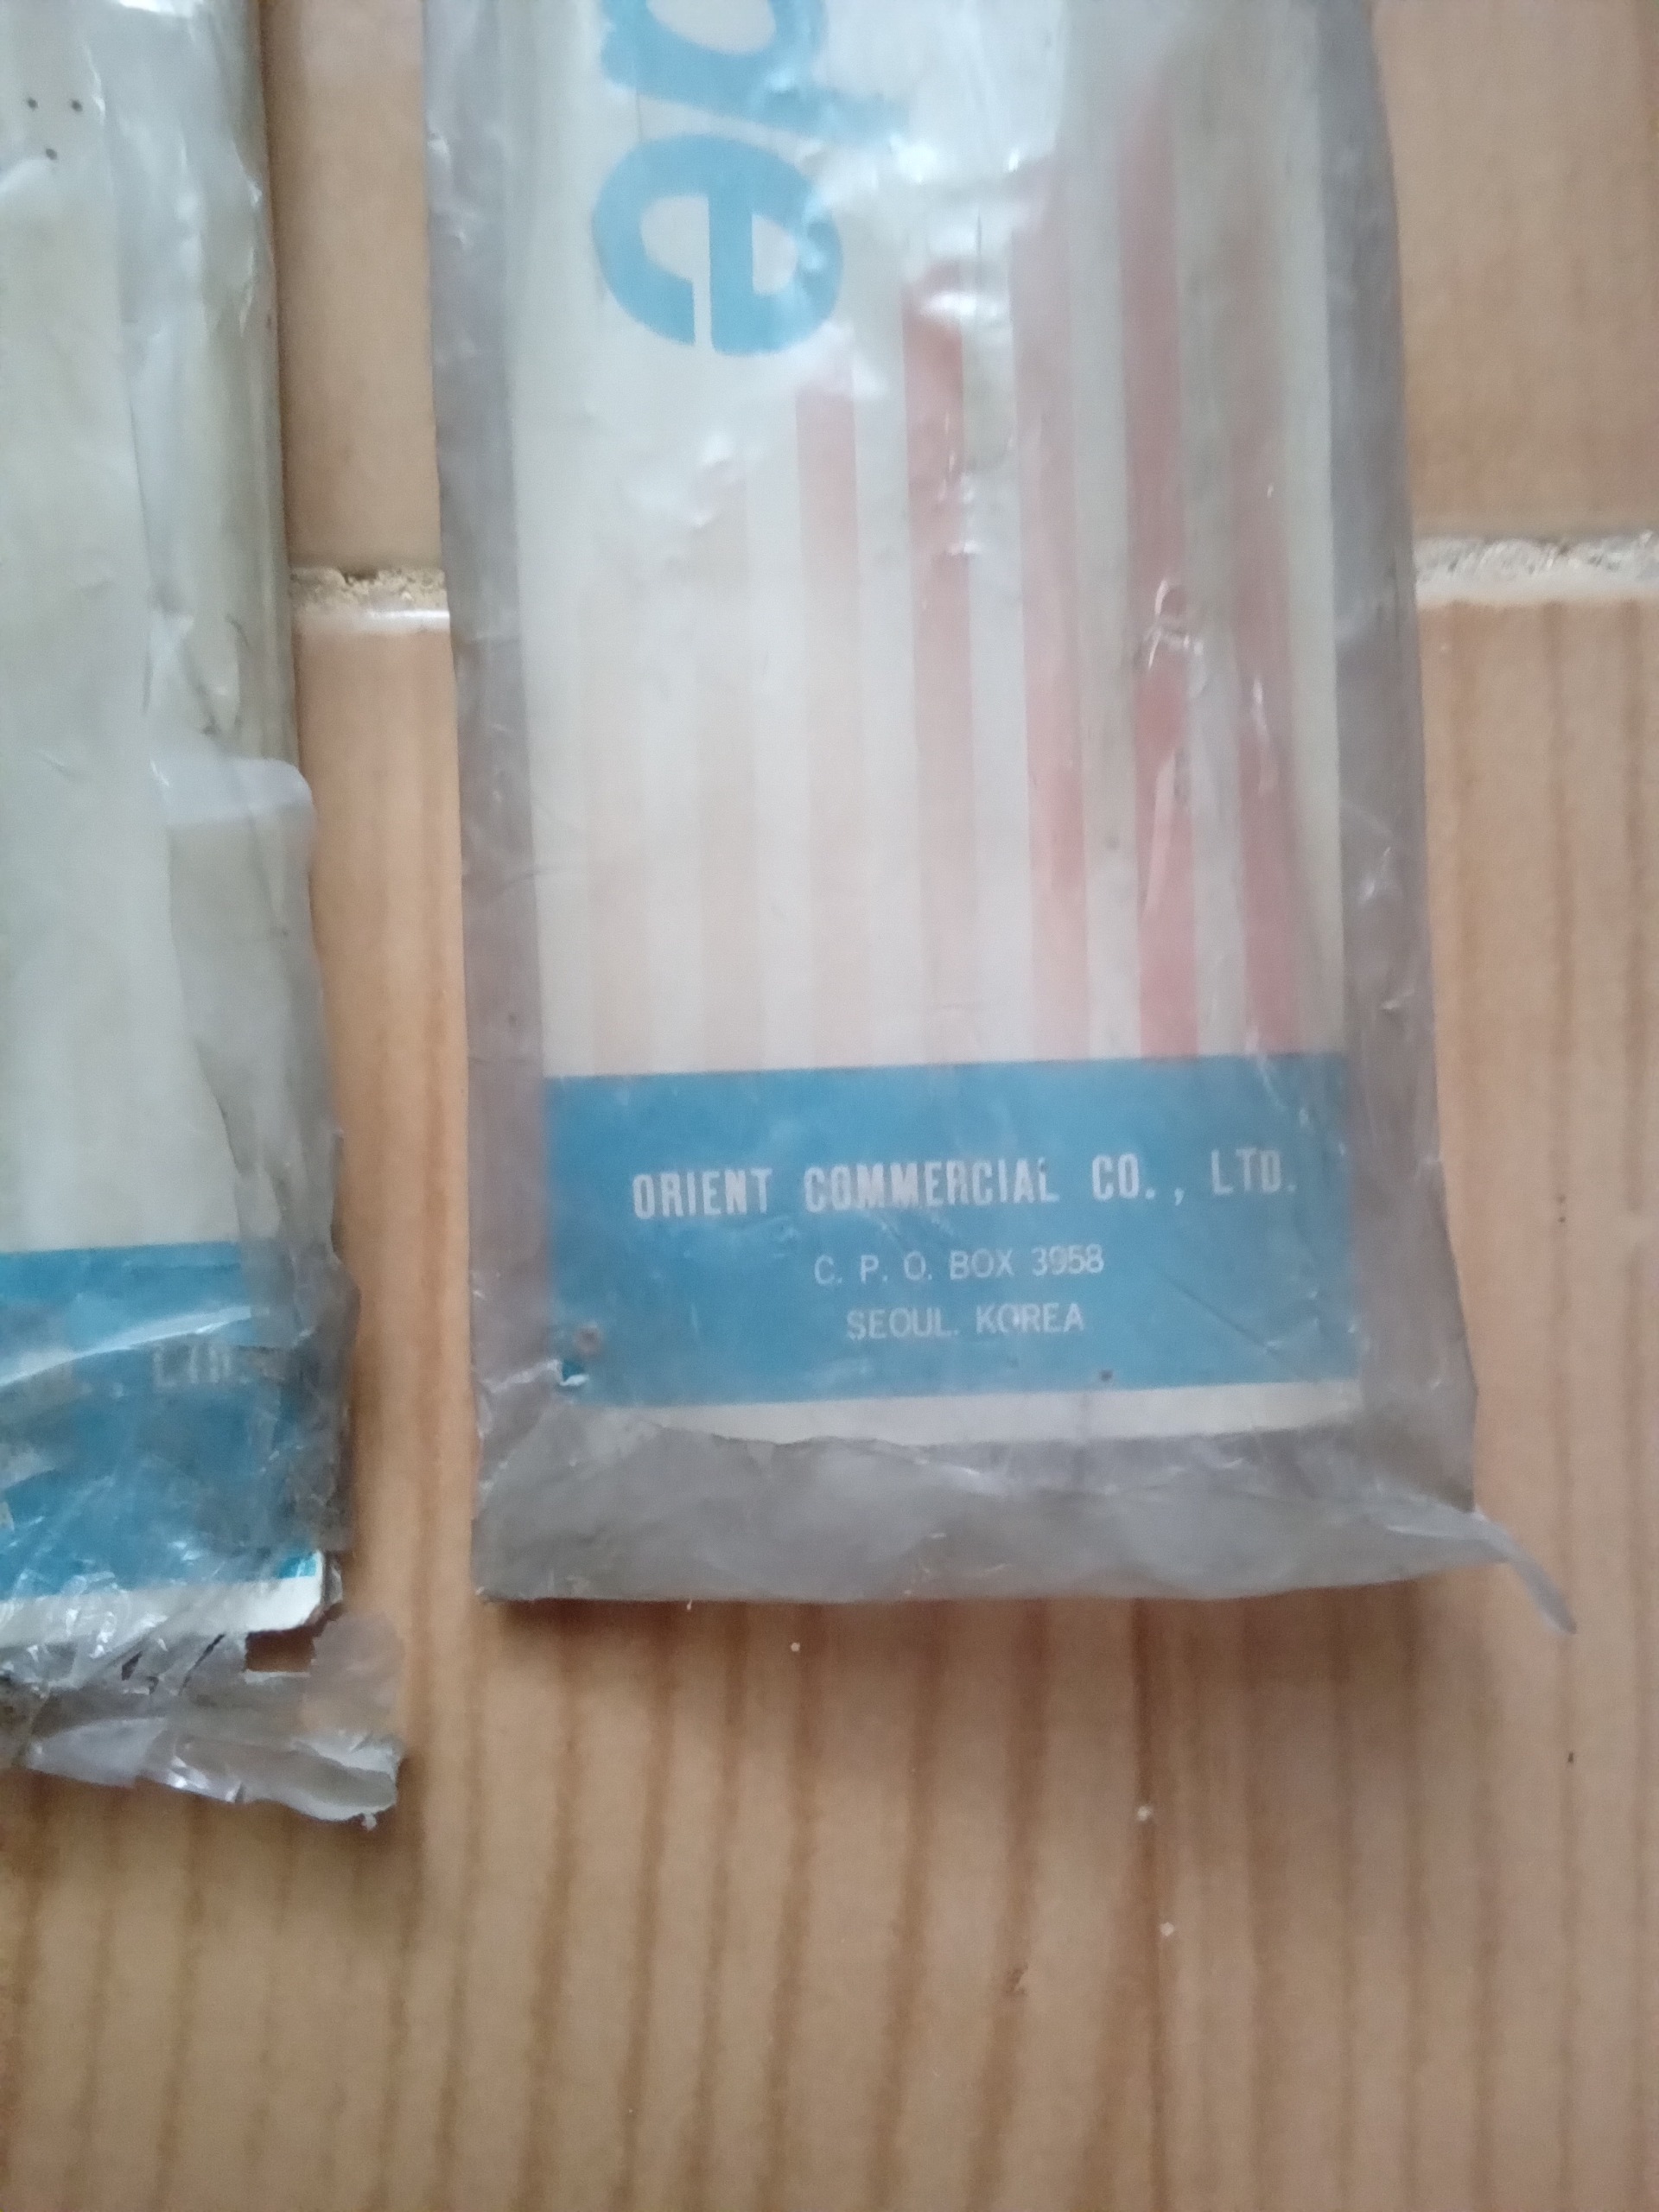 ORIENT COMMERCIAL CO., LTD.
C. P. O. BOX 3958
SEOUL. KOREA